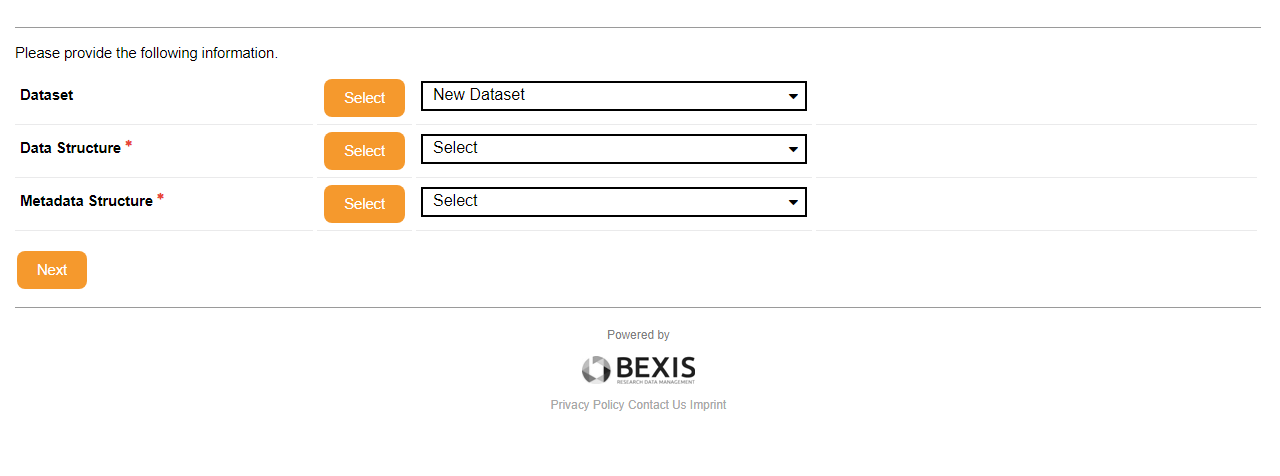 Please provide the following information.
Dataset Select New Dataset
Data Structure * Select Select
Metadata Structure * Select Select
Next
Powered by
BEXIS
RESEARCH DATA MANAGEMENT
Privacy Policy Contact Us Imprint